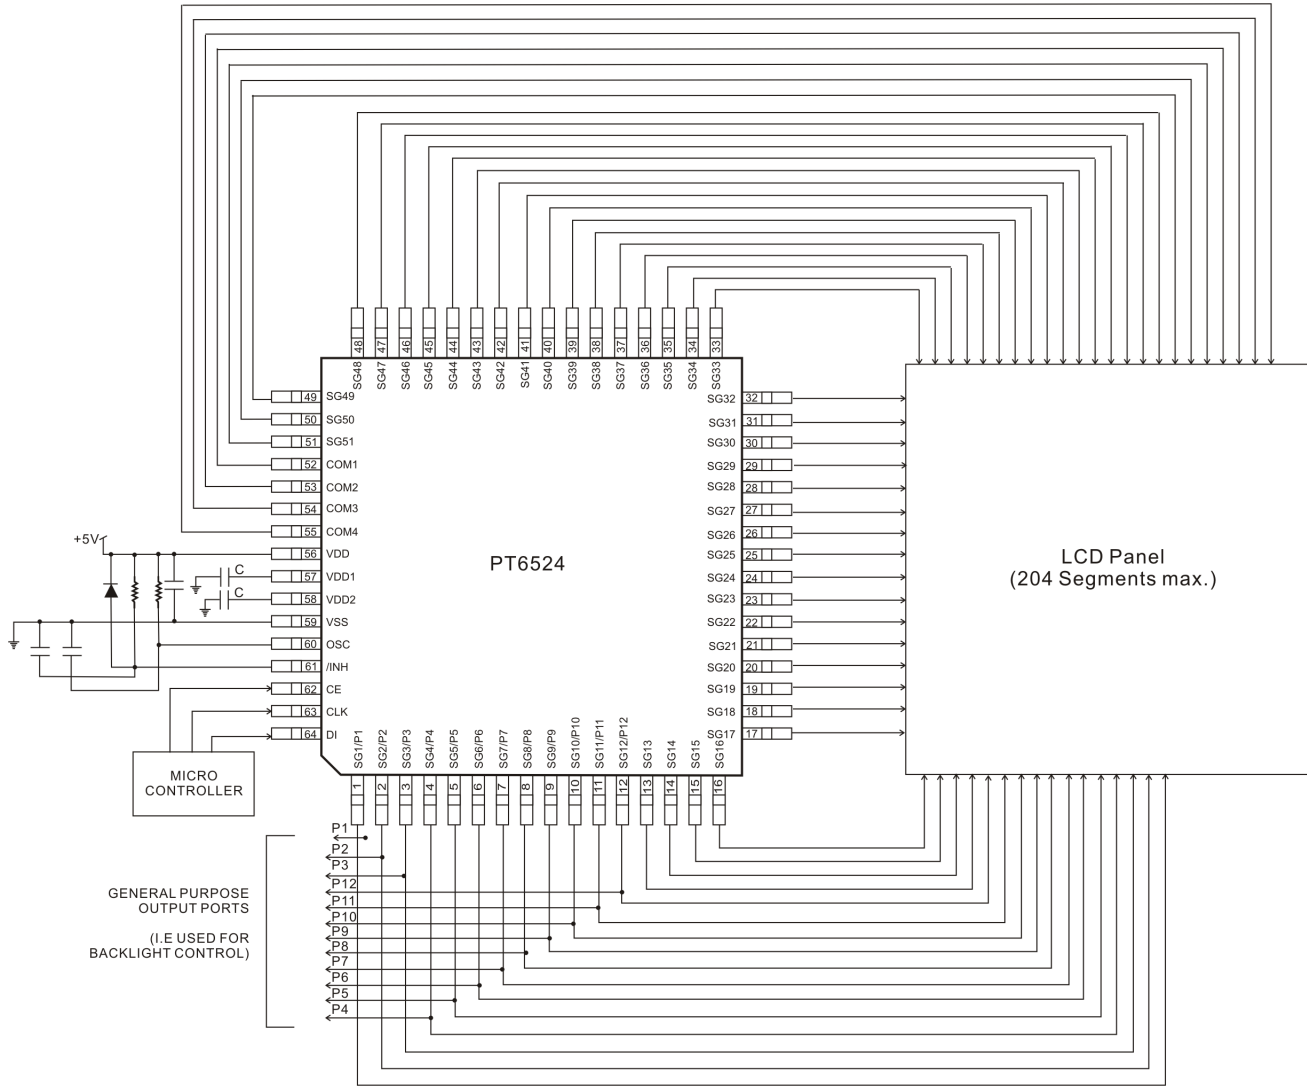 48
47
46
45
44
43
42
41
40
39
38
37
36
35
34
33
SG48
SG47
SG46
SG45
SG44
SG43
SG42
SG41
SG40
SG39
SG38
SG37
SG36
SG35
SG34
SG33
49 SG49
50 SG50
51 SG51
52 COM1
53 COM2
54 COM3
55 COM4
56 VDD
57 VDD1
58 VDD2
59 VSS
60 OSC
61 /INH
62 CE
63 CLK
64 DI
+5V
C
C
PT6524
SG32 32
SG31 31
SG30 30
SG29 29
SG28 28
SG27 27
SG26 26
SG25 25
SG24 24
SG23 23
SG22 22
SG21 21
SG20 20
SG19 19
SG18 18
SG17 17
LCD Panel
(204 Segments max.)
MICRO
CONTROLLER
SG1/P1
SG2/P2
SG3/P3
SG4/P4
SG5/P5
SG6/P6
SG7/P7
SG8/P8
SG9/P9
SG10/P10
SG11/P11
SG12/P12
SG13
SG14
SG15
SG16
1
2
3
4
5
6
7
8
9
10
11
12
13
14
15
16
P1
P2
P3
P12
P11
P10
P9
P8
P7
P6
P5
P4
GENERAL PURPOSE
OUTPUT PORTS
(I.E USED FOR
BACKLIGHT CONTROL)